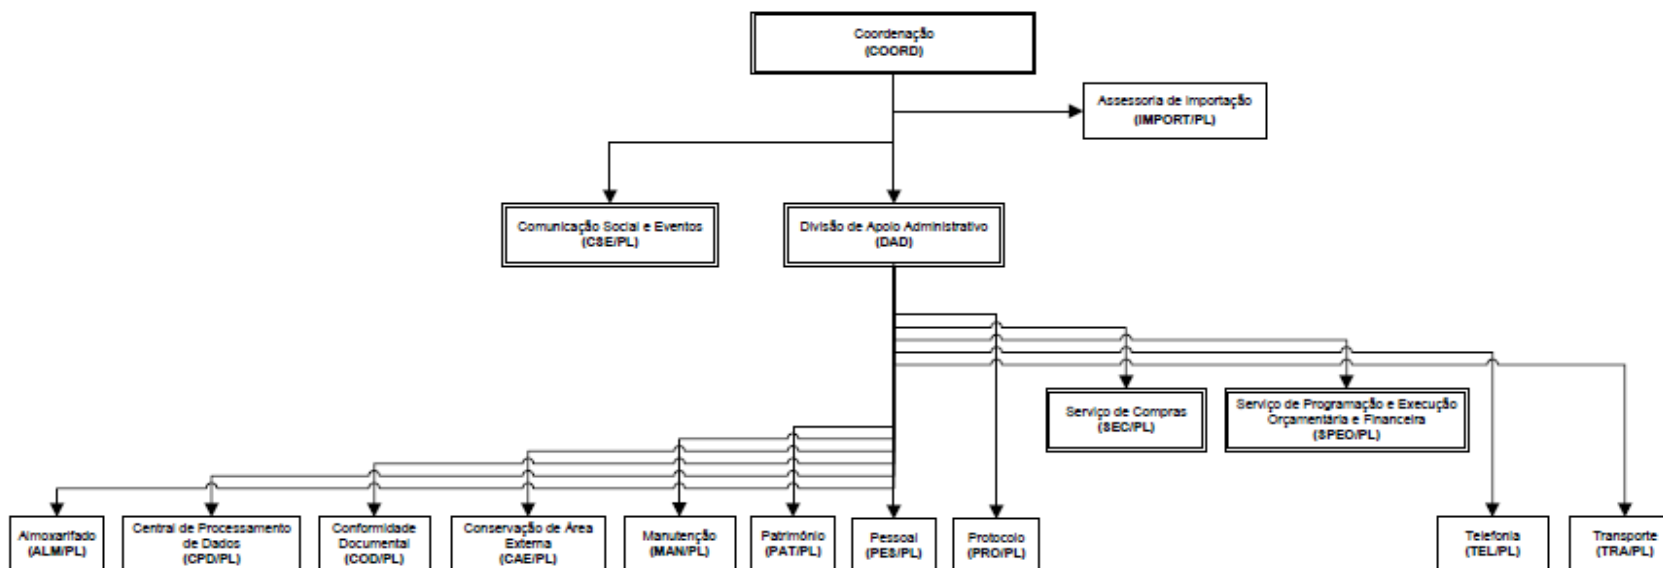 Coordenação
(COORD)
Assessoria de Importação
(IMPORT/PL)
Comunicação Social e Eventos
(CSE/PL)
Divisão de Apoio Administrativo
(DAD)
Serviço de Compras
(SEC/PL)
Serviço de Programação e Execução
Orçamentária e Financeira
(SPEO/PL)
Almoxarifado
(ALM/PL)
Central de Processamento
de Dados
(CPD/PL)
Conformidade
Documental
(COD/PL)
Conservação de Área
Externa
(CAE/PL)
Manutenção
(MAN/PL)
Patrimônio
(PAT/PL)
Pessoal
(PES/PL)
Protocolo
(PRO/PL)
Telefonia
(TEL/PL)
Transporte
(TRA/PL)